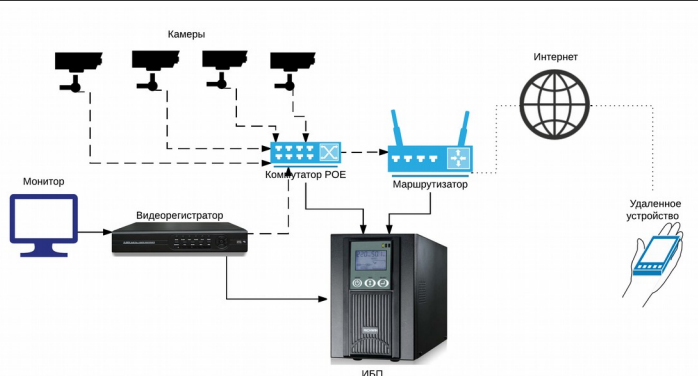 Камеры
Интернет
Коммутатор POE
Маршрутизатор
Монитор
Видеорегистратор
Удаленное
устройство
ИБП